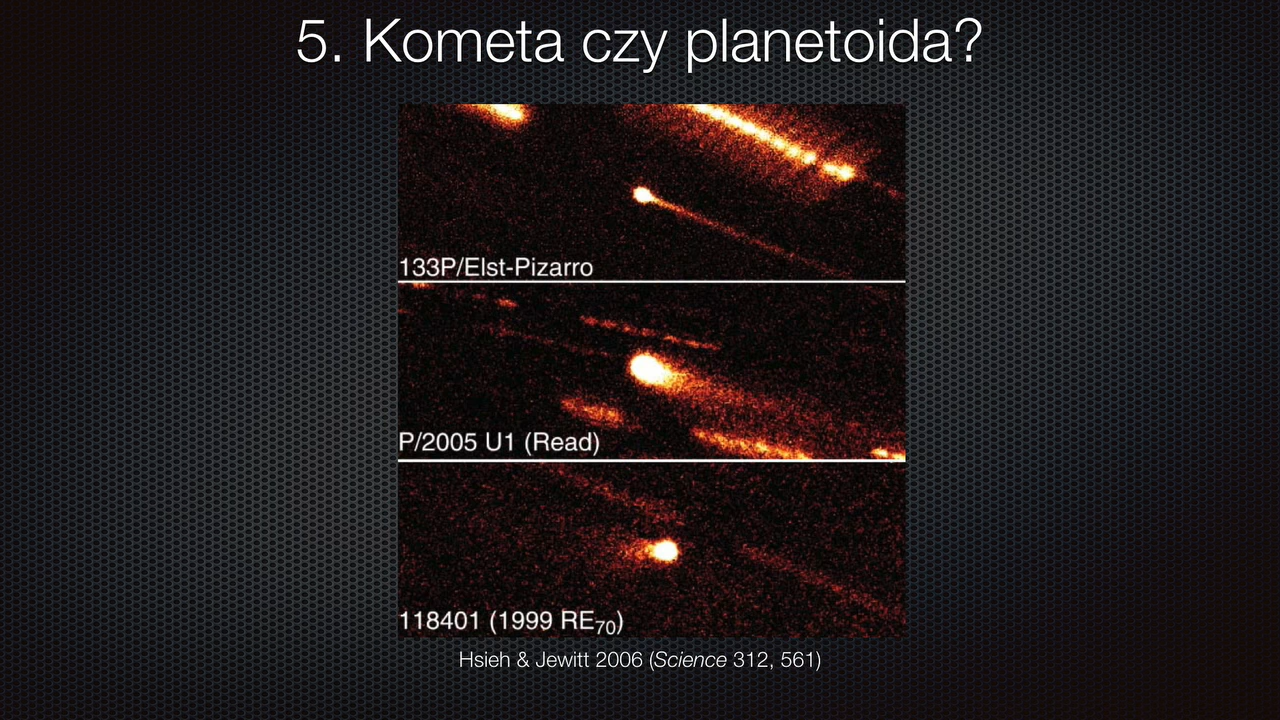 5. Kometa czy planetoida?
133P/Elst-Pizarro
P/2005 U1 (Read)
118401 (1999 RE70)
Hsieh & Jewitt 2006 (Science 312, 561)